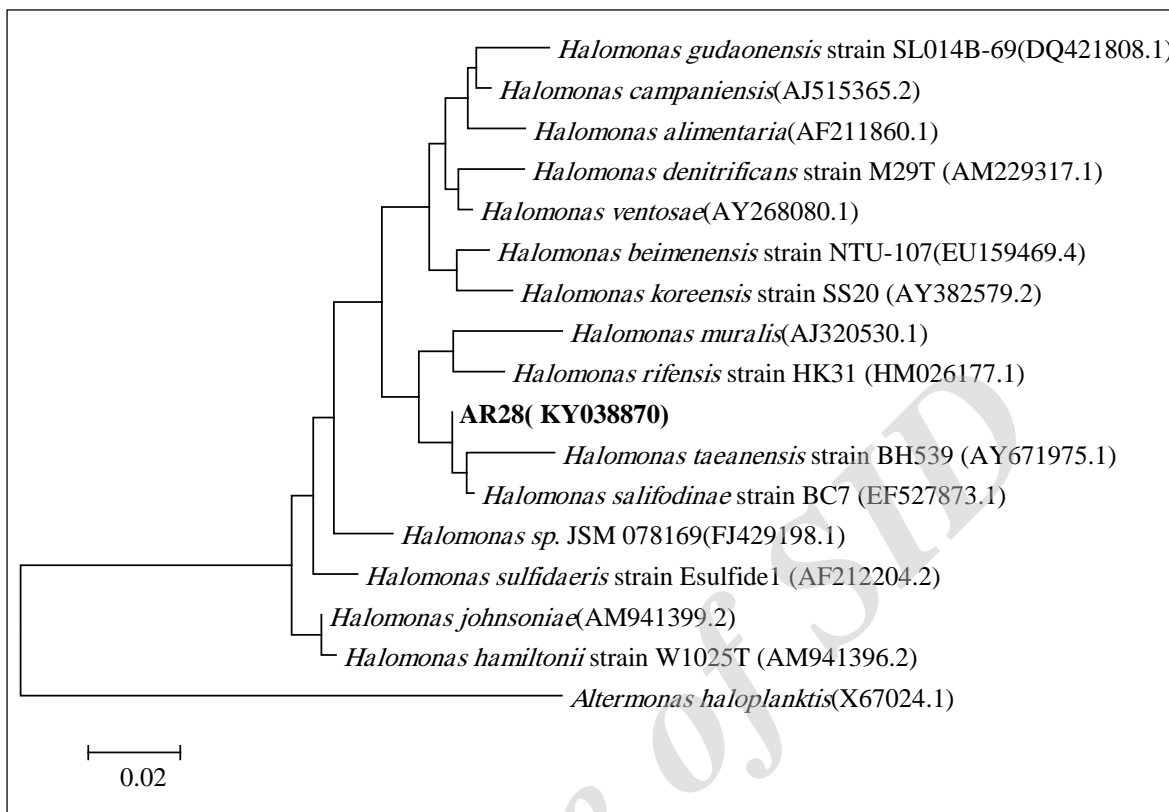 Halomonas gudaonensis strain SL014B-69(DQ421808.1)
Halomonas campaniensis(AJ515365.2)
Halomonas alimentaria(AF211860.1)
Halomonas denitrificans strain M29T (AM229317.1)
Halomonas ventosae(AY268080.1)
Halomonas beimenensis strain NTU-107(EU159469.4)
Halomonas koreensis strain SS20 (AY382579.2)
Halomonas muralis(AJ320530.1)
Halomonas rifensis strain HK31 (HM026177.1)
AR28( KY038870)
Halomonas taeanensis strain BH539 (AY671975.1)
Halomonas salifodinae strain BC7 (EF527873.1)
Halomonas sp. JSM 078169(FJ429198.1)
Halomonas sulfidaeris strain Esulfide1 (AF212204.2)
Halomonas johnsoniae(AM941399.2)
Halomonas hamiltonii strain W1025T (AM941396.2)
Altermonas haloplanktis(X67024.1)
0.02
of SID